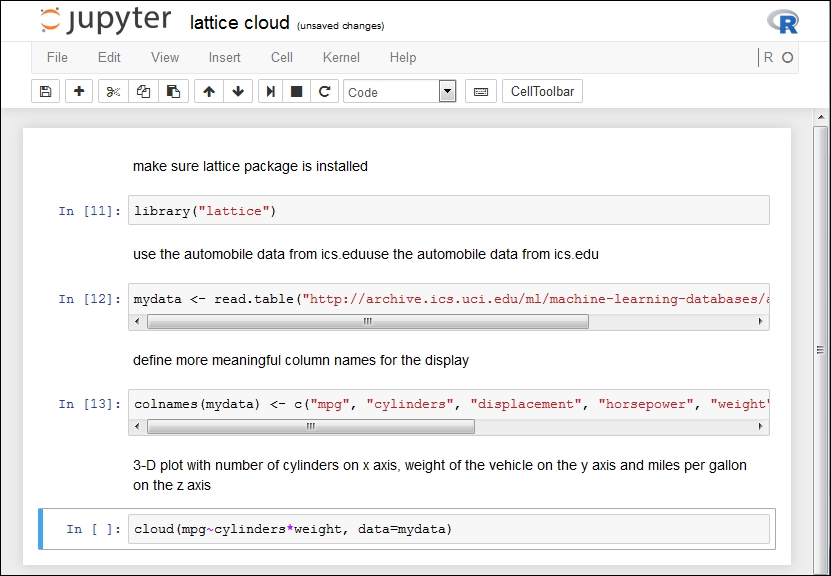 jupyter lattice cloud (unsaved changes)
R
File Edit View Insert Cell Kernel Help R
Code CellToolbar
make sure lattice package is installed
In [11]: library("lattice")
use the automobile data from ics.eduuse the automobile data from ics.edu
In [12]: mydata <- read.table("http://archive.ics.uci.edu/ml/machine-learning-databases/a
define more meaningful column names for the display
In [13]: colnames(mydata) <- c("mpg", "cylinders", "displacement", "horsepower", "weight"
3-D plot with number of cylinders on x axis, weight of the vehicle on the y axis and miles per gallon
on the z axis
In [ ]: cloud(mpg~cylinders*weight, data=mydata)